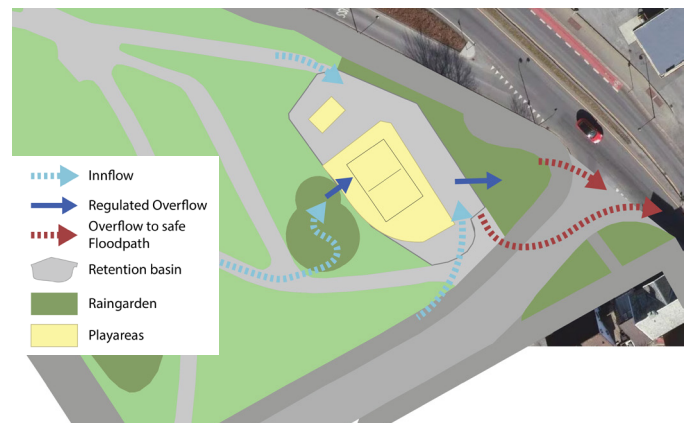 Innflow
Regulated Overflow
Overflow to safe
Floodpath
Retention basin
Raingarden
Playareas